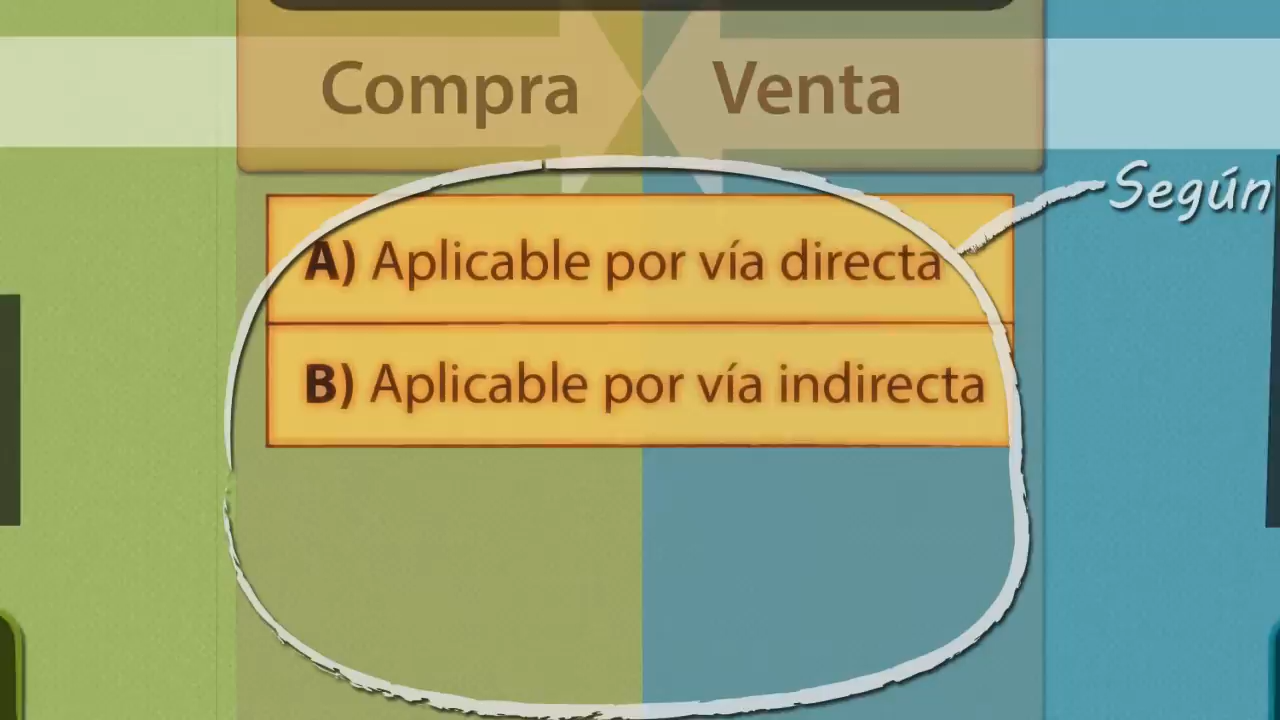 Compra Venta
Según
A) Aplicable por vía directa
B) Aplicable por vía indirecta